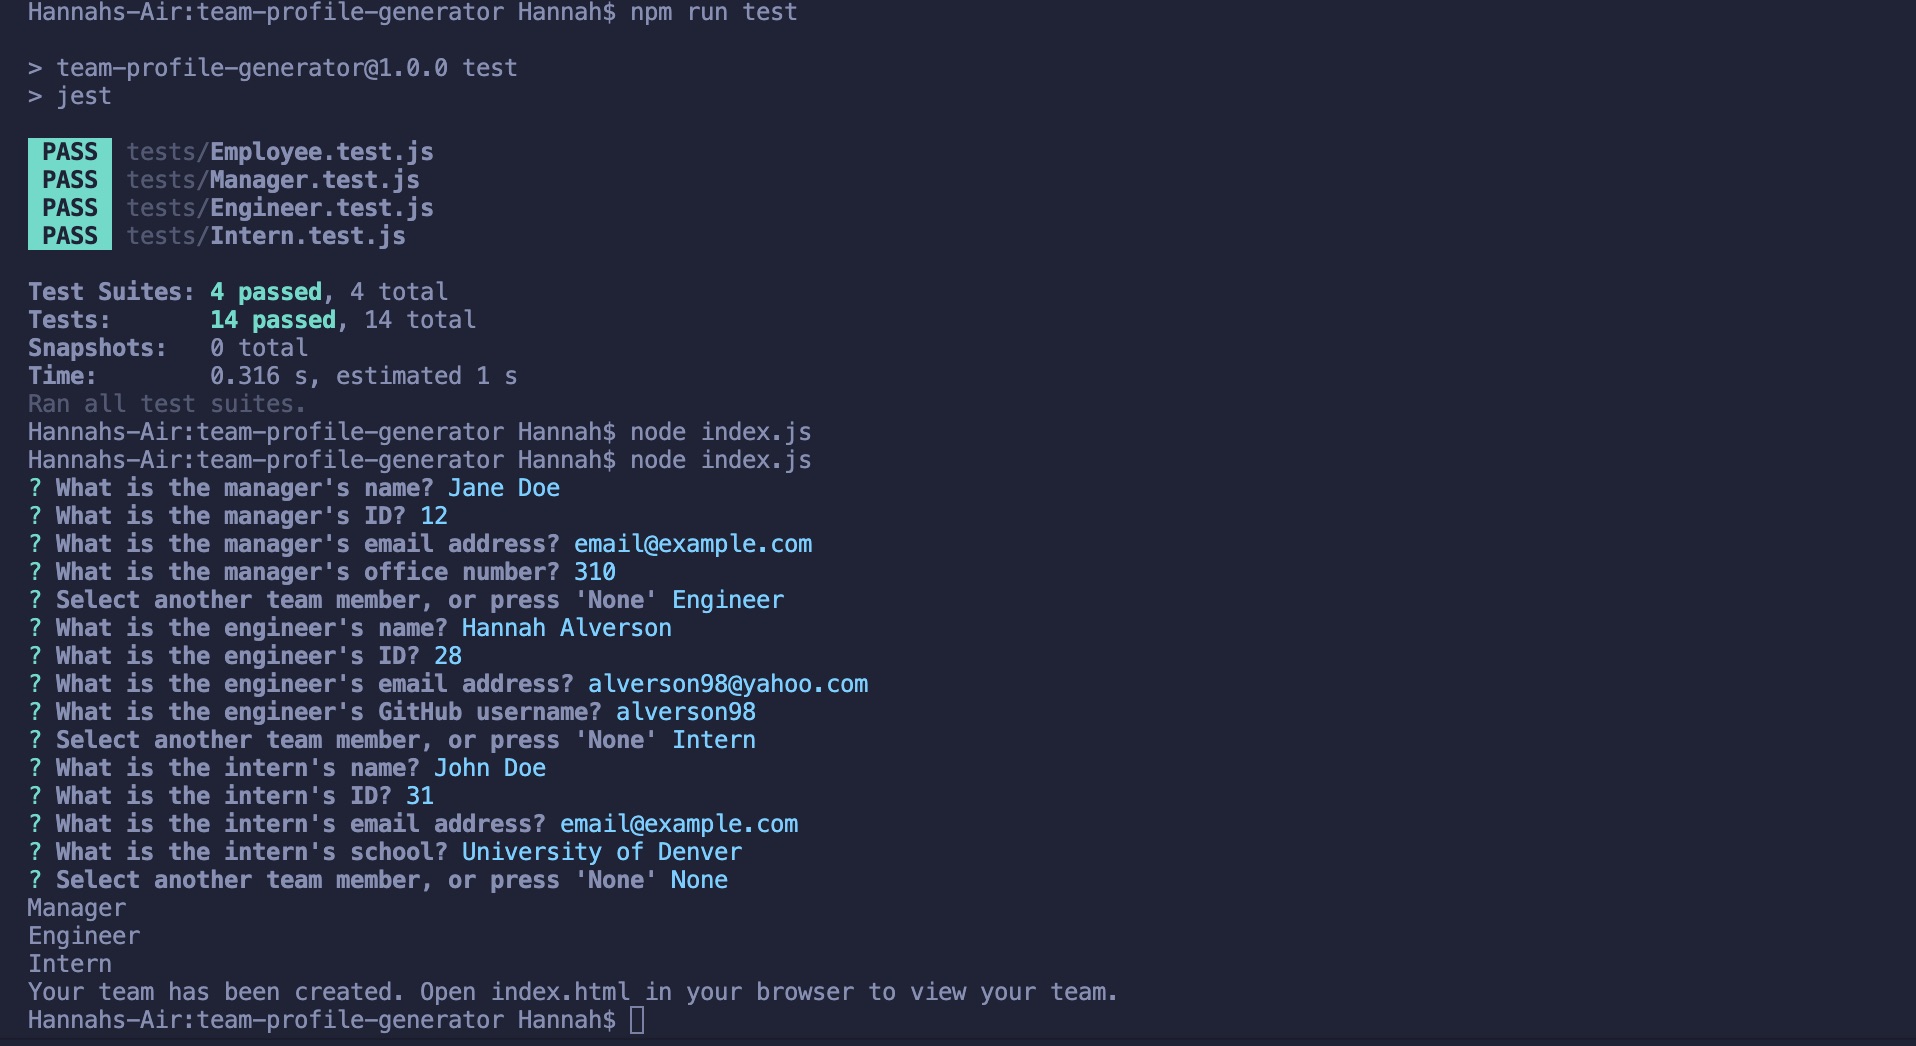 Hannahs-Air:team-profile-generator Hannah$ npm run test
> team-profile-generator@1.0.0 test
> jest
PASS tests/Employee.test.js
PASS tests/Manager.test.js
PASS tests/Engineer.test.js
PASS tests/Intern.test.js
Test Suites: 4 passed, 4 total
Tests: 14 passed, 14 total
Snapshots: 0 total
Time: 0.316 s, estimated 1 s
Ran all test suites.
Hannahs-Air:team-profile-generator Hannah$ node index.js
Hannahs-Air:team-profile-generator Hannah$ node index.js
? What is the manager's name? Jane Doe
? What is the manager's ID? 12
? What is the manager's email address? email@example.com
? What is the manager's office number? 310
? Select another team member, or press 'None' Engineer
? What is the engineer's name? Hannah Alverson
? What is the engineer's ID? 28
? What is the engineer's email address? alverson98@yahoo.com
? What is the engineer's GitHub username? alverson98
? Select another team member, or press 'None' Intern
? What is the intern's name? John Doe
? What is the intern's ID? 31
? What is the intern's email address? email@example.com
? What is the intern's school? University of Denver
? Select another team member, or press 'None' None
Manager
Engineer
Intern
Your team has been created. Open index.html in your browser to view your team.
Hannahs-Air:team-profile-generator Hannah$